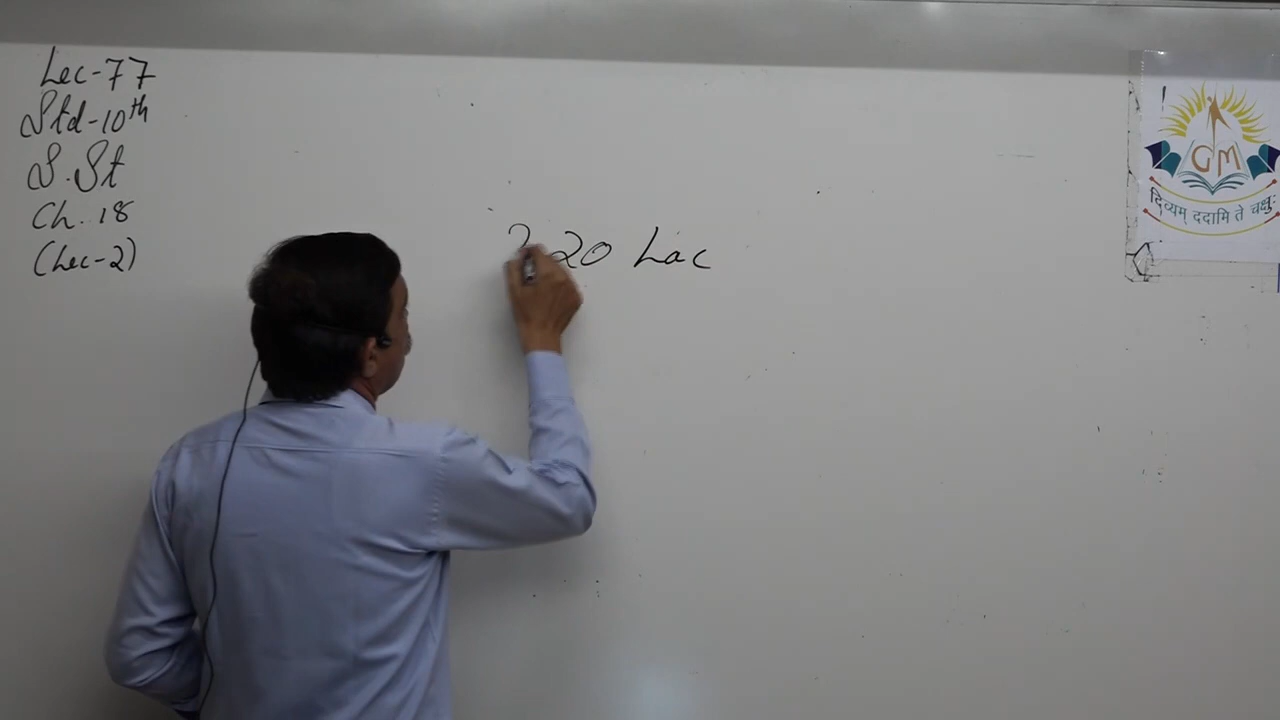 Lec-77
Std-10th
S.St
Ch. 18
(Lec-2)
20 Lac
GM
दिव्यम् ददामि ते चक्षुः